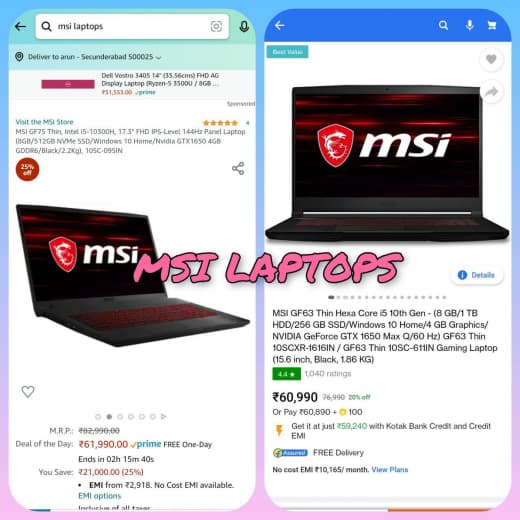 msi laptops
Deliver to arun - Secunderabad 500025
Dell Vostro 3405 14" (35.56cms) FHD AG
Display Laptop (Ryzen-5 3500U / 8GB ...
₹51,553.00 prime
Sponsored
Visit the MSI Store
4
MSI GF75 Thin, Intel i5-10300H, 17.3" FHD IPS-Level 144Hz Panel Laptop
(8GB/512GB NVMe SSD/Windows 10 Home/Nvidia GTX1650 4GB
GDDR6/Black/2.2Kg), 10SC-095IN
25%
off
msi
M.R.P.: ₹82,990.00
Deal of the Day: ₹61,990.00 prime FREE One-Day
Ends in 02h 15m 40s
You Save: ₹21,000.00 (25%)
• EMI from ₹2,918. No Cost EMI available.
EMI options
Inclusive of all taxes
MSI LAPTOPS
Best Value
msi
Details
MSI GF63 Thin Hexa Core i5 10th Gen - (8 GB/1 TB
HDD/256 GB SSD/Windows 10 Home/4 GB Graphics/
NVIDIA GeForce GTX 1650 Max Q/60 Hz) GF63 Thin
10SCXR-1616IN / GF63 Thin 10SC-611IN Gaming Laptop
(15.6 inch, Black, 1.86 KG)
4.4 ★ 1,040 ratings
₹60,990 76,990 20% off
Or Pay ₹60,890 + 100
Get it at just ₹59,240 with Kotak Bank Credit and Credit
EMI
Assured FREE Delivery
No cost EMI ₹10,165/month. View Plans